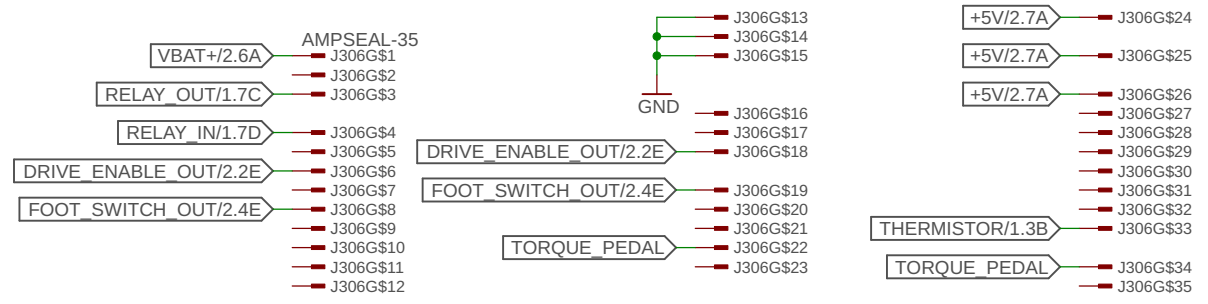 AMPSEAL-35
VBAT+/2.6A J306G$1
J306G$2
RELAY_OUT/1.7C J306G$3
RELAY_IN/1.7D J306G$4
J306G$5
DRIVE_ENABLE_OUT/2.2E J306G$6
J306G$7
FOOT_SWITCH_OUT/2.4E J306G$8
J306G$9
J306G$10
J306G$11
J306G$12
J306G$13
J306G$14
J306G$15
GND
J306G$16
J306G$17
DRIVE_ENABLE_OUT/2.2E J306G$18
FOOT_SWITCH_OUT/2.4E J306G$19
J306G$20
J306G$21
TORQUE_PEDAL J306G$22
J306G$23
+5V/2.7A J306G$24
+5V/2.7A J306G$25
+5V/2.7A J306G$26
J306G$27
J306G$28
J306G$29
J306G$30
J306G$31
J306G$32
THERMISTOR/1.3B J306G$33
TORQUE_PEDAL J306G$34
J306G$35